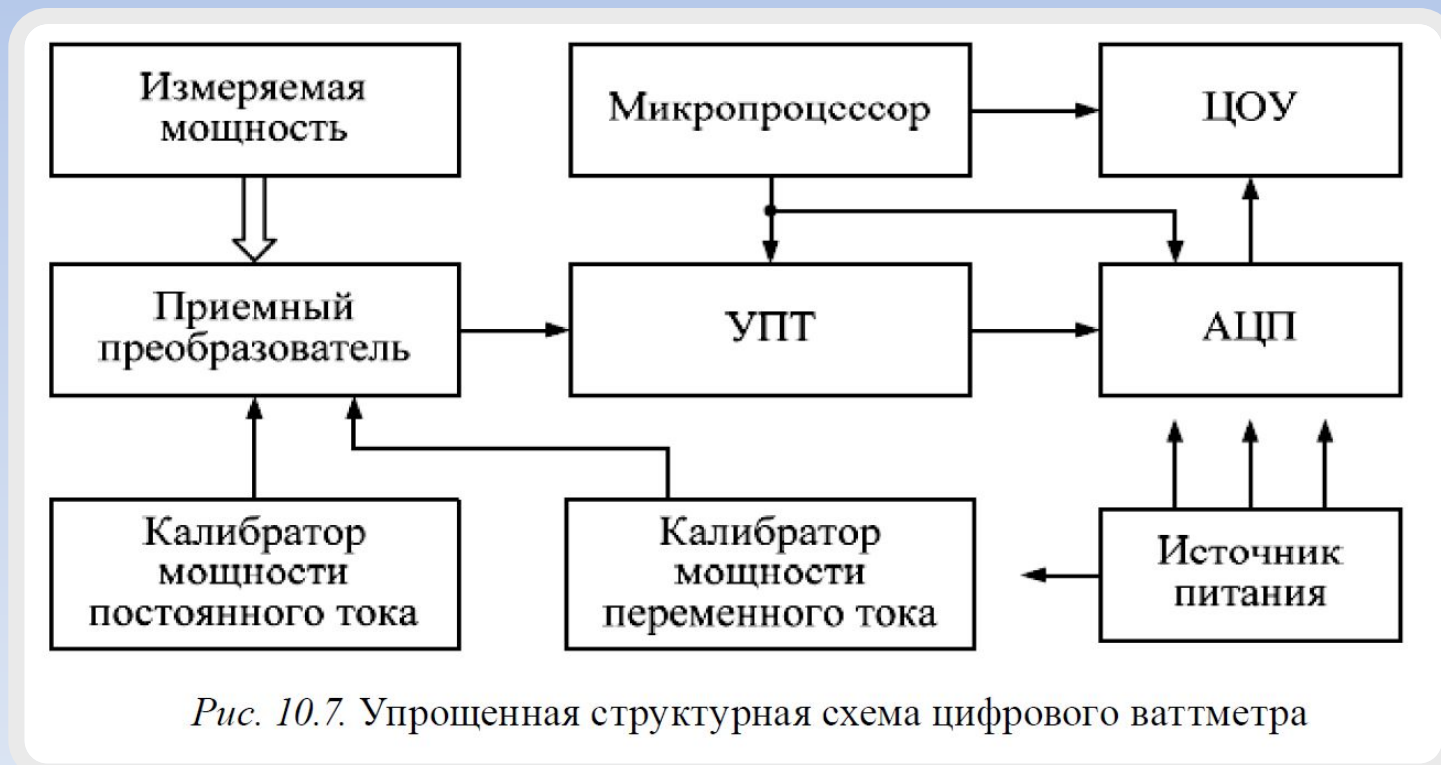 Измеряемая
мощность
Микропроцсссор
ЦОУ
Приемный
преобразователь
УПТ
АЦП
Калибратор
мощности
постоянного тока
Калибратор
мощности
переменного тока
Источник
питания
Рис. 10.7. Упрощенная структурная схема цифрового ваттметра